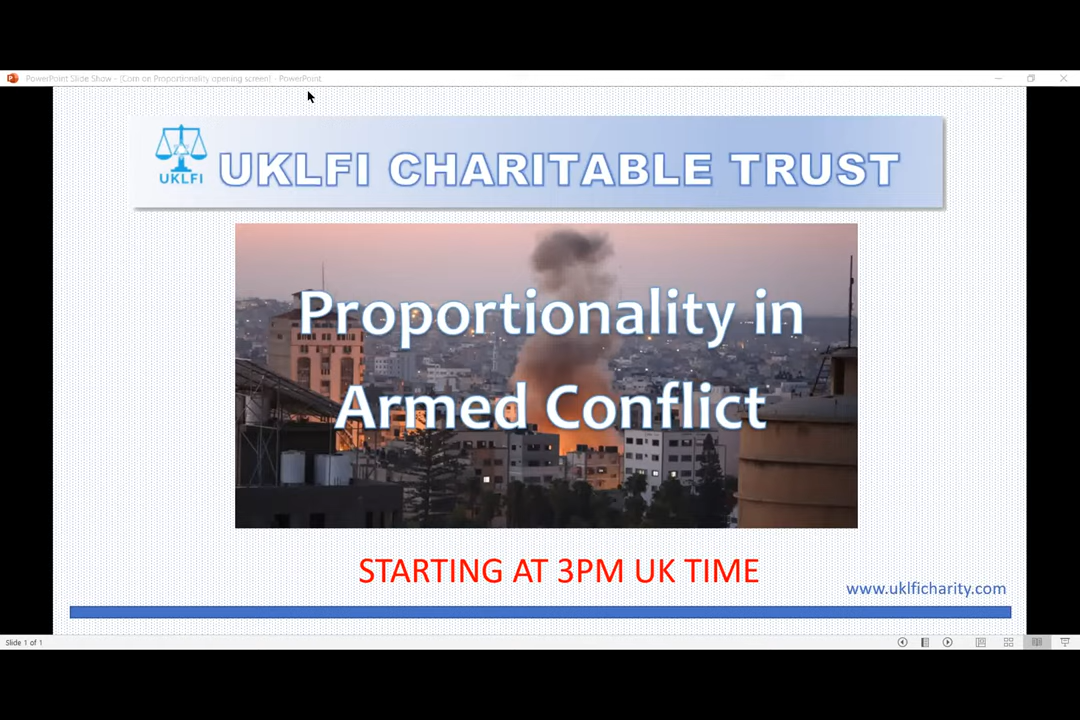 PowerPoint Slide Show - [Corn on Proportionality opening screen] - PowerPoint
UKLFI
UKLFI CHARITABLE TRUST
Proportionality in
Armed Conflict
STARTING AT 3PM UK TIME
www.uklficharity.com
Slide 1 of 1